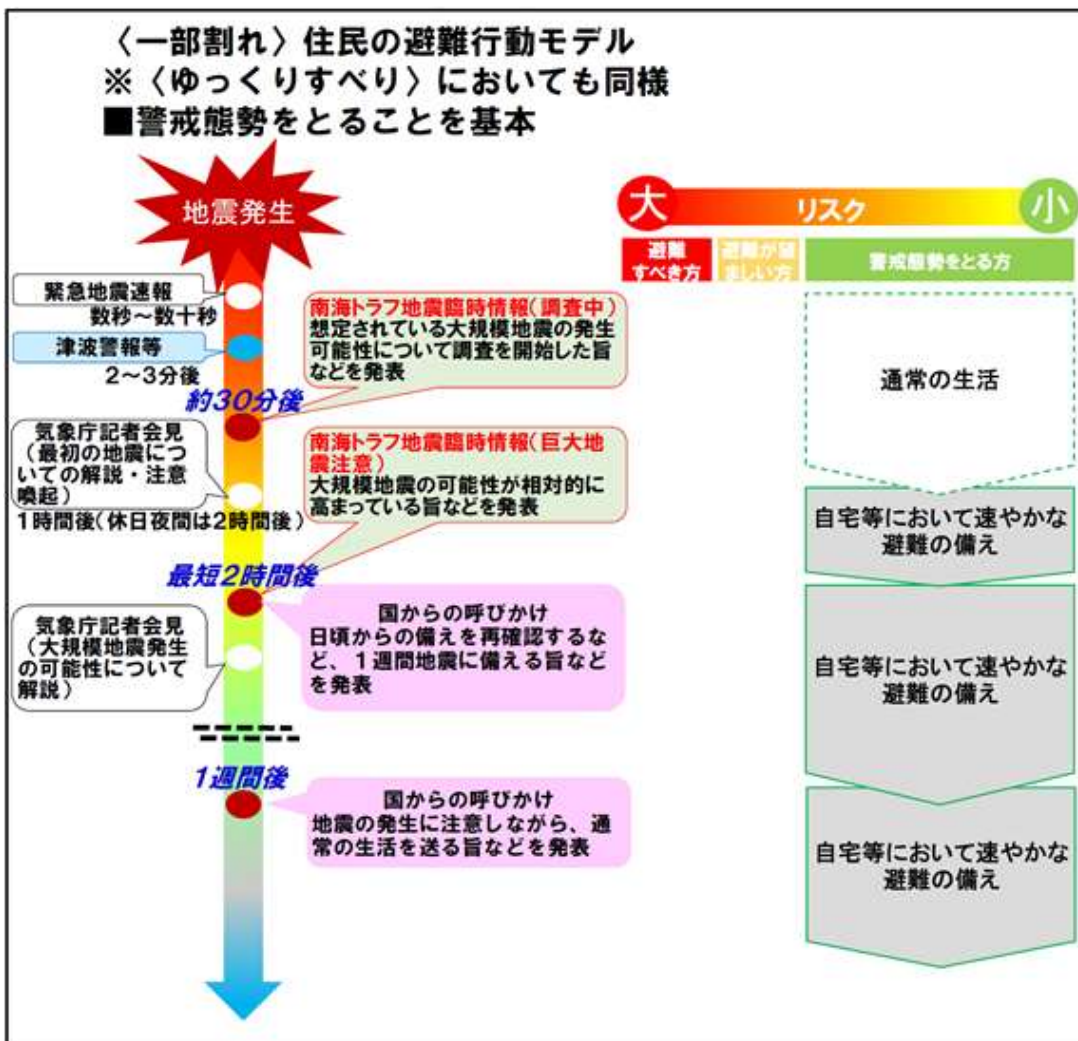 〈一部割れ〉住民の避難行動モデル
※〈ゆっくりすべり〉においても同様
■警戒態勢をとることを基本
地震発生
大
リスク
小
避難
すべき方
避難が望
ましい方
警戒態勢をとる方
緊急地震速報
数秒～数十秒
津波警報等
2～3分後
約30分後
南海トラフ地震臨時情報(調査中)
想定されている大規模地震の発生
可能性について調査を開始した旨
などを発表
通常の生活
気象庁記者会見
(最初の地震につ
いての解説・注意
喚起)
1時間後(休日夜間は2時間後)
南海トラフ地震臨時情報(巨大地
震注意)
大規模地震の可能性が相対的に
高まっている旨などを発表
自宅等において速やかな
避難の備え
最短2時間後
国からの呼びかけ
日頃からの備えを再確認するな
ど、1週間地震に備える旨など
を発表
気象庁記者会見
(大規模地震発生
の可能性について
解説)
自宅等において速やかな
避難の備え
1週間後
国からの呼びかけ
地震の発生に注意しながら、通
常の生活を送る旨などを発表
自宅等において速やかな
避難の備え